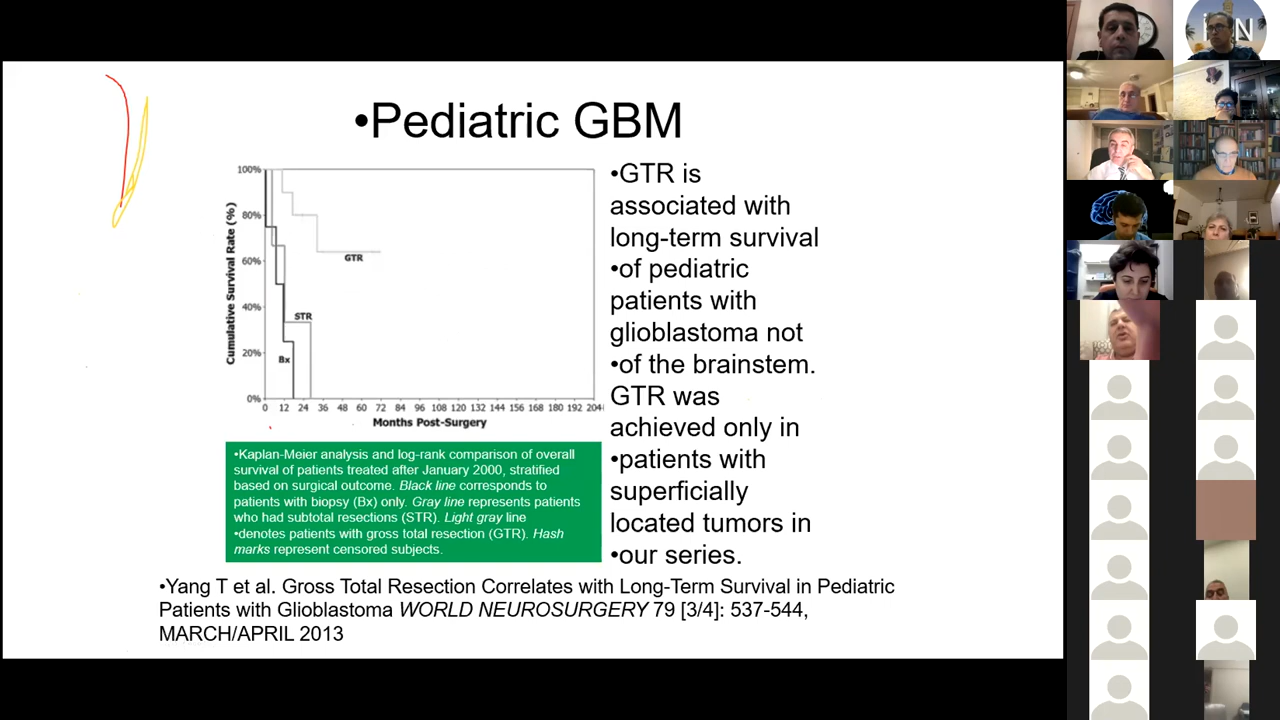 •Pediatric GBM
100%
80%
60%
40%
20%
0%
Cumulative Survival Rate (%)
GTR
STR
Bx
0 12 24 36 48 60 72 84 96 108 120 132 144 156 168 180 192 204
Months Post-Surgery
•GTR is
associated with
long-term survival
•of pediatric
patients with
glioblastoma not
•of the brainstem.
GTR was
achieved only in
•patients with
superficially
located tumors in
•our series.
•Kaplan-Meier analysis and log-rank comparison of overall
survival of patients treated after January 2000, stratified
based on surgical outcome. Black line corresponds to
patients with biopsy (Bx) only. Gray line represents patients
who had subtotal resections (STR). Light gray line
•denotes patients with gross total resection (GTR). Hash
marks represent censored subjects.
•Yang T et al. Gross Total Resection Correlates with Long-Term Survival in Pediatric
Patients with Glioblastoma WORLD NEUROSURGERY 79 [3/4]: 537-544,
MARCH/APRIL 2013